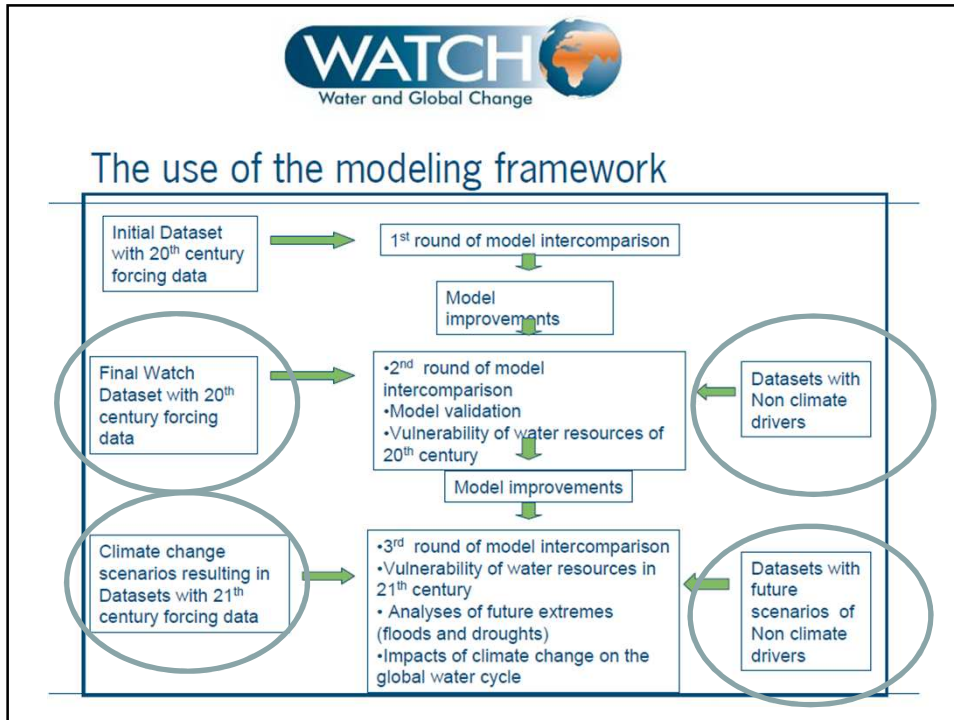 WATCH
Water and Global Change
The use of the modeling framework
Initial Dataset
with 20th century
forcing data
1st round of model intercomparison
Model
improvements
Final Watch
Dataset with 20th
century forcing
data
•2nd round of model
intercomparison
•Model validation
•Vulnerability of water resources of
20th century
Datasets with
Non climate
drivers
Model improvements
Climate change
scenarios resulting in
Datasets with 21th
century forcing data
•3rd round of model intercomparison
•Vulnerability of water resources in
21th century
• Analyses of future extremes
(floods and droughts)
•Impacts of climate change on the
global water cycle
Datasets with
future
scenarios of
Non climate
drivers